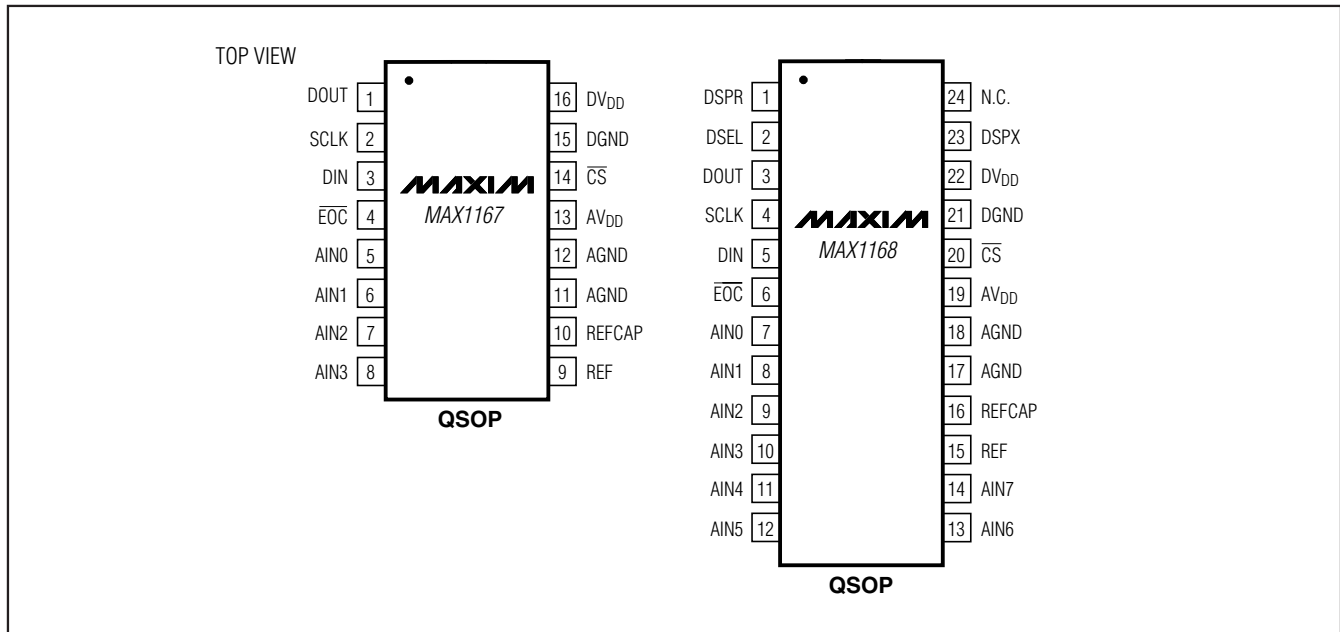 TOP VIEW
DOUT 1
SCLK 2
DIN 3
E̅O̅C̅ 4
AIN0 5
AIN1 6
AIN2 7
AIN3 8
MAXIM
MAX1167
16 DVDD
15 DGND
14 C̅S̅
13 AVDD
12 AGND
11 AGND
10 REFCAP
9 REF
QSOP
DSPR 1
DSEL 2
DOUT 3
SCLK 4
DIN 5
E̅O̅C̅ 6
AIN0 7
AIN1 8
AIN2 9
AIN3 10
AIN4 11
AIN5 12
MAXIM
MAX1168
24 N.C.
23 DSPX
22 DVDD
21 DGND
20 C̅S̅
19 AVDD
18 AGND
17 AGND
16 REFCAP
15 REF
14 AIN7
13 AIN6
QSOP